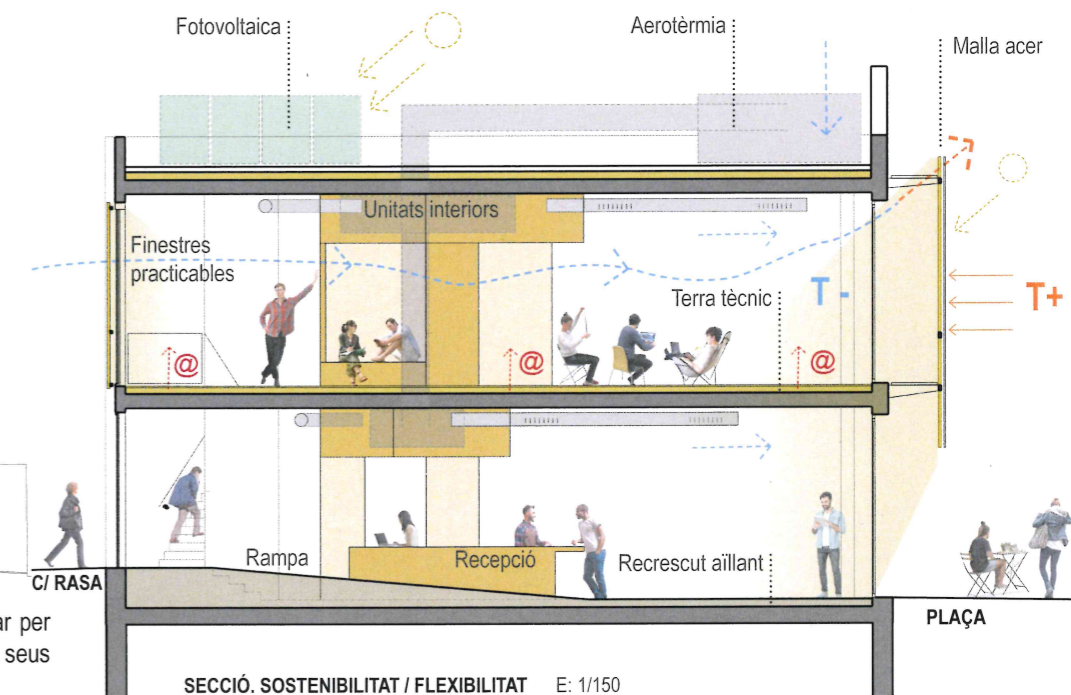 Fotovoltaica
Aerotèrmia
Malla acer
Unitats interiors
Finestres
practicables
Terra tècnic
T -
T+
@
@
@
Rampa
Recepció
Recrescut aïllant
C/ RASA
PLAÇA
ar per
seus
SECCIÓ. SOSTENIBILITAT / FLEXIBILITAT E: 1/150